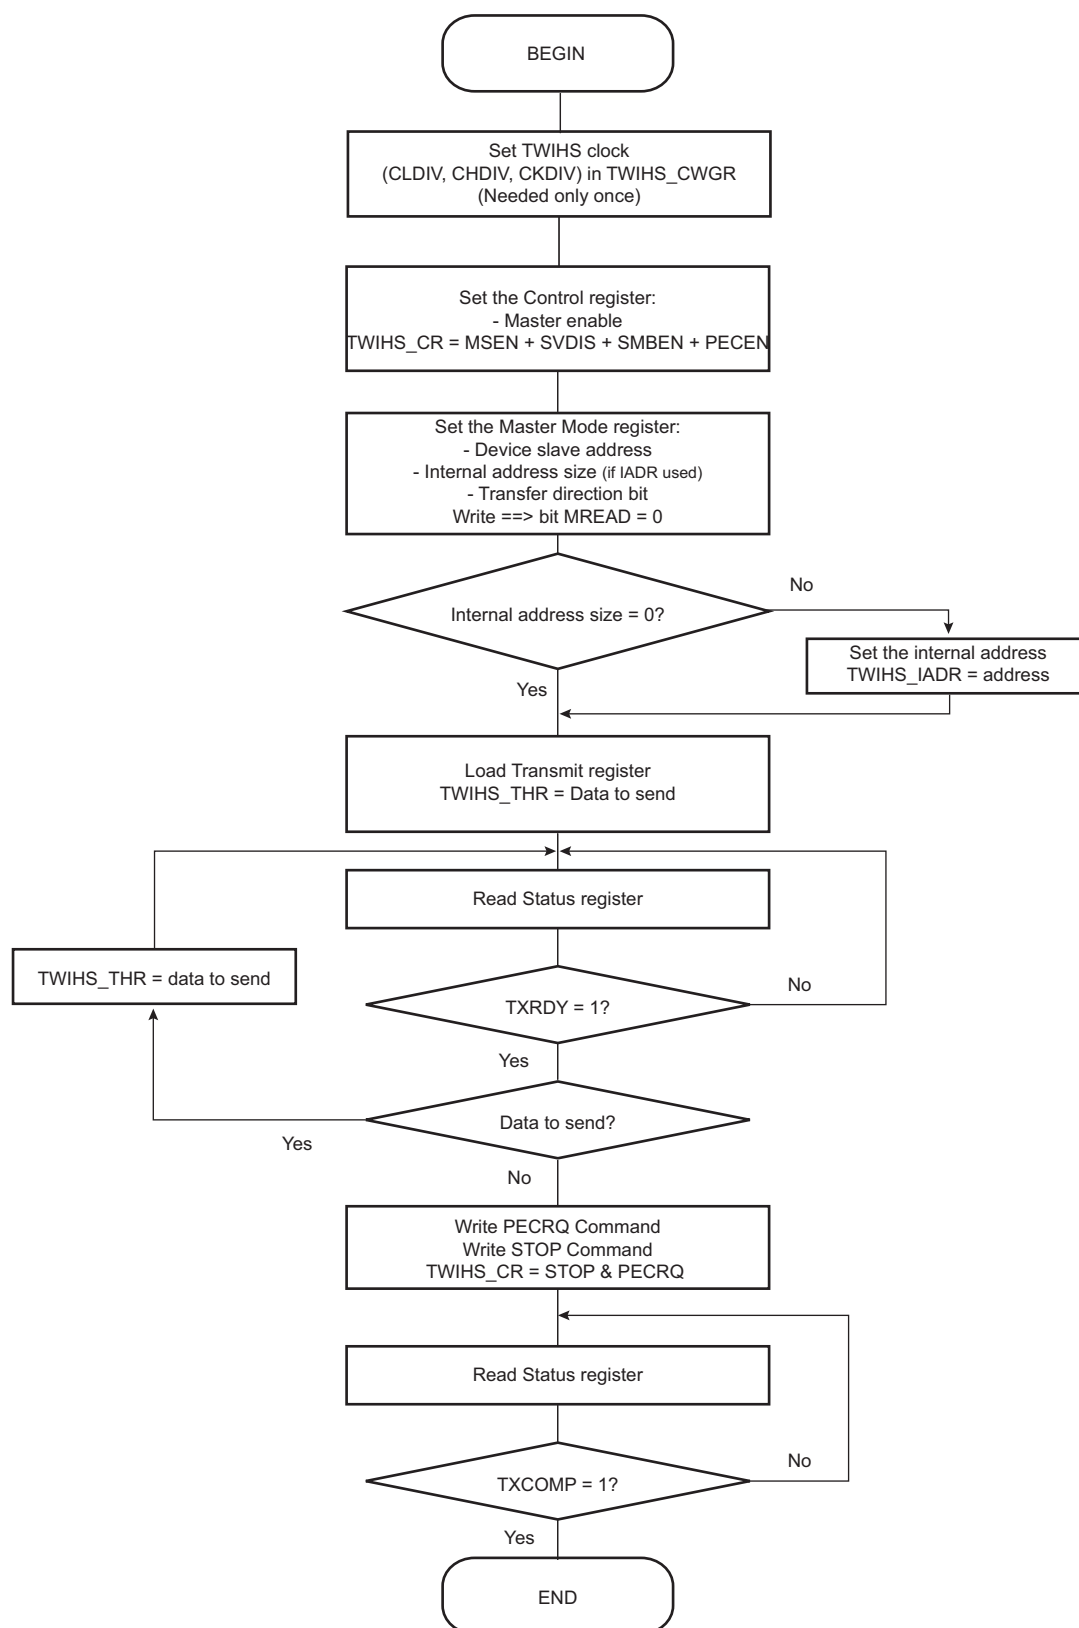 BEGIN
Set TWIHS clock
(CLDIV, CHDIV, CKDIV) in TWIHS_CWGR
(Needed only once)
Set the Control register:
- Master enable
TWIHS_CR = MSEN + SVDIS + SMBEN + PECEN
Set the Master Mode register:
- Device slave address
- Internal address size (if IADR used)
- Transfer direction bit
Write ==> bit MREAD = 0
No
Internal address size = 0?
Set the internal address
TWIHS_IADR = address
Yes
Load Transmit register
TWIHS_THR = Data to send
Read Status register
TWIHS_THR = data to send
No
TXRDY = 1?
Yes
Data to send?
Yes
No
Write PECRQ Command
Write STOP Command
TWIHS_CR = STOP & PECRQ
Read Status register
No
TXCOMP = 1?
Yes
END